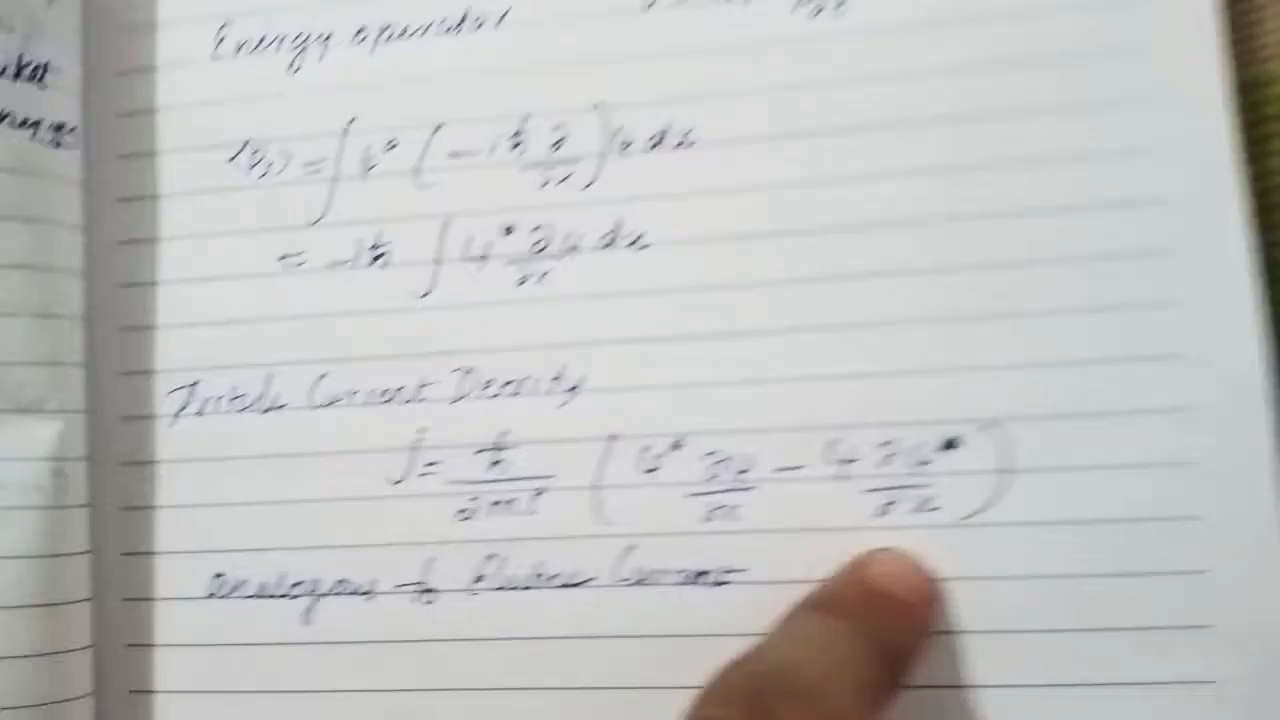 Energy operator
= ∫ ψ* ( -iħ ∂/∂x ) ψ dx
= -iħ ∫ ψ* ∂ψ/∂x dx
Particle Current Density
j = ħ/2mi ( ψ* ∂ψ/∂x - ψ ∂ψ*/∂x )
analogous to Electric Current